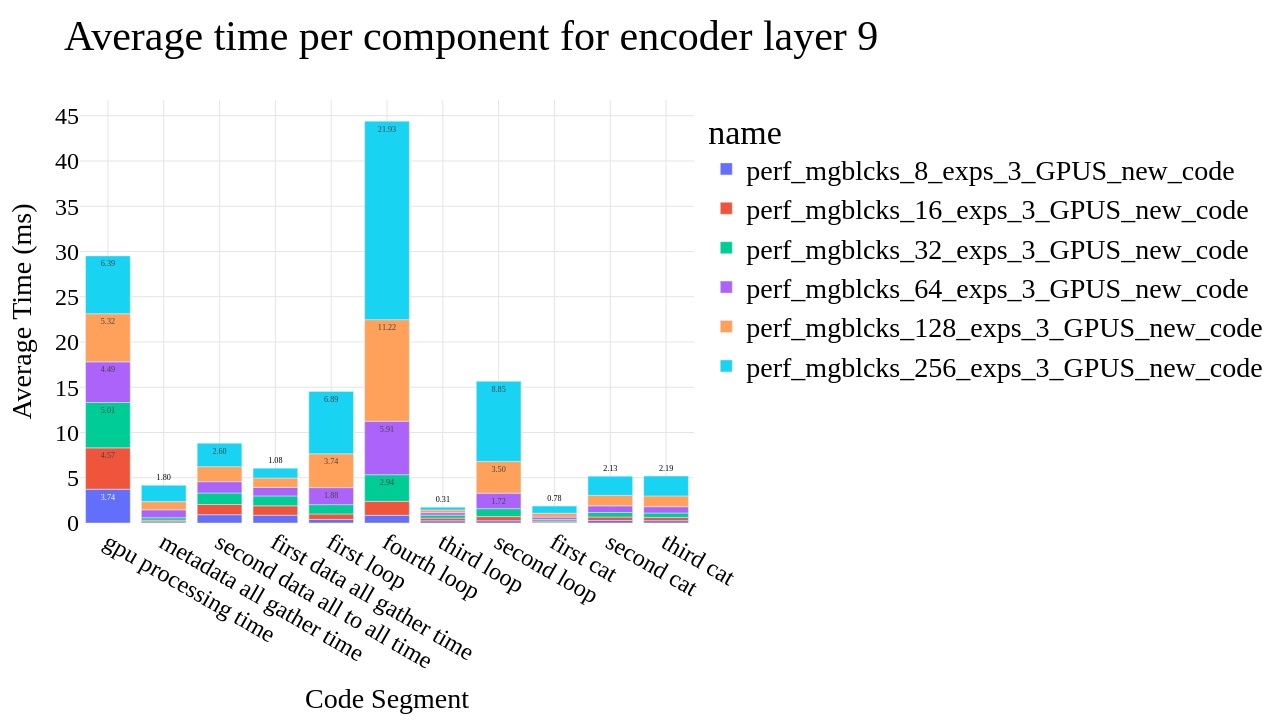 Average time per component for encoder layer 9
Average Time (ms)
45
40
35
30
25
20
15
10
5
0
6.39
5.32
4.49
5.01
4.57
3.74
1.80
2.60
1.08
6.89
3.74
1.88
21.93
11.22
5.91
2.94
0.31
8.85
3.50
1.72
0.78
2.13
2.19
gpu processing time
metadata all gather time
second data all to all time
first data all gather time
first loop
fourth loop
third loop
second loop
first cat
second cat
third cat
Code Segment
name
perf_mgblcks_8_exps_3_GPUS_new_code
perf_mgblcks_16_exps_3_GPUS_new_code
perf_mgblcks_32_exps_3_GPUS_new_code
perf_mgblcks_64_exps_3_GPUS_new_code
perf_mgblcks_128_exps_3_GPUS_new_code
perf_mgblcks_256_exps_3_GPUS_new_code